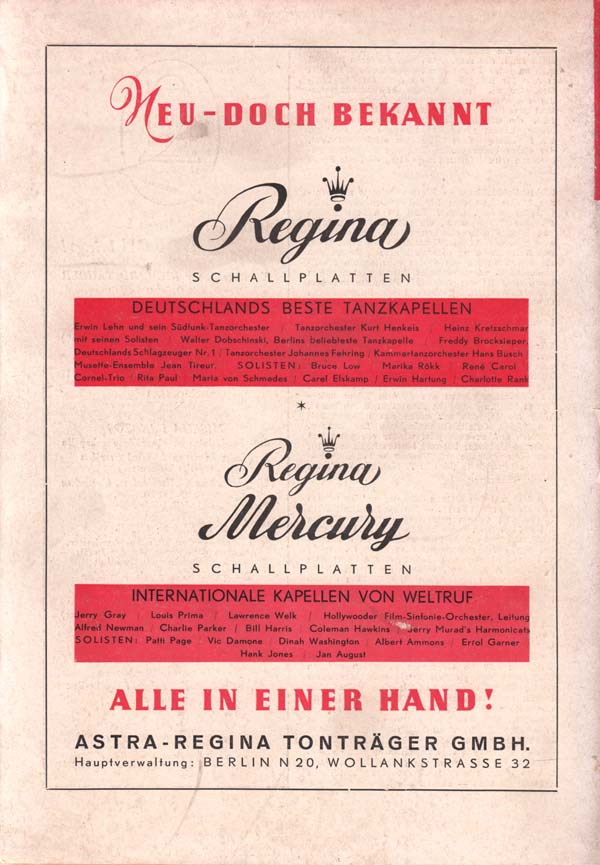 NEU-DOCH BEKANNT
Regina
SCHALLPLATTEN
DEUTSCHLANDS BESTE TANZKAPELLEN
Erwin Lehn und sein Südfunk-Tanzorchester / Tanzorchester Kurt Henkels / Heinz Kretzschmar
mit seinen Solisten / Walter Dobschinski, Berlins beliebteste Tanzkapelle / Freddy Brocksieper,
Deutschlands Schlagzeuger Nr. 1 / Tanzorchester Johannes Fehring / Kammertanzorchester Hans Busch
Musette-Ensemble Jean Tireur. SOLISTEN: Bruce Low / Marika Rökk / René Carol
Cornel-Trio / Rita Paul / Maria von Schmedes / Carel Elskamp / Erwin Hartung / Charlotte Rank
*
Regina
Mercury
SCHALLPLATTEN
INTERNATIONALE KAPELLEN VON WELTRUF
Jerry Gray / Louis Prima / Lawrence Welk / Hollywooder Film-Sinfonie-Orchester, Leitung
Alfred Newman / Charlie Parker / Bill Harris / Coleman Hawkins / Jerry Murad's Harmonicats
SOLISTEN: Patti Page / Vic Damone / Dinah Washington / Albert Ammons / Errol Garner
Hank Jones / Jan August
ALLE IN EINER HAND!
ASTRA-REGINA TONTRÄGER GMBH.
Hauptverwaltung: BERLIN N 20, WOLLANKSTRASSE 32